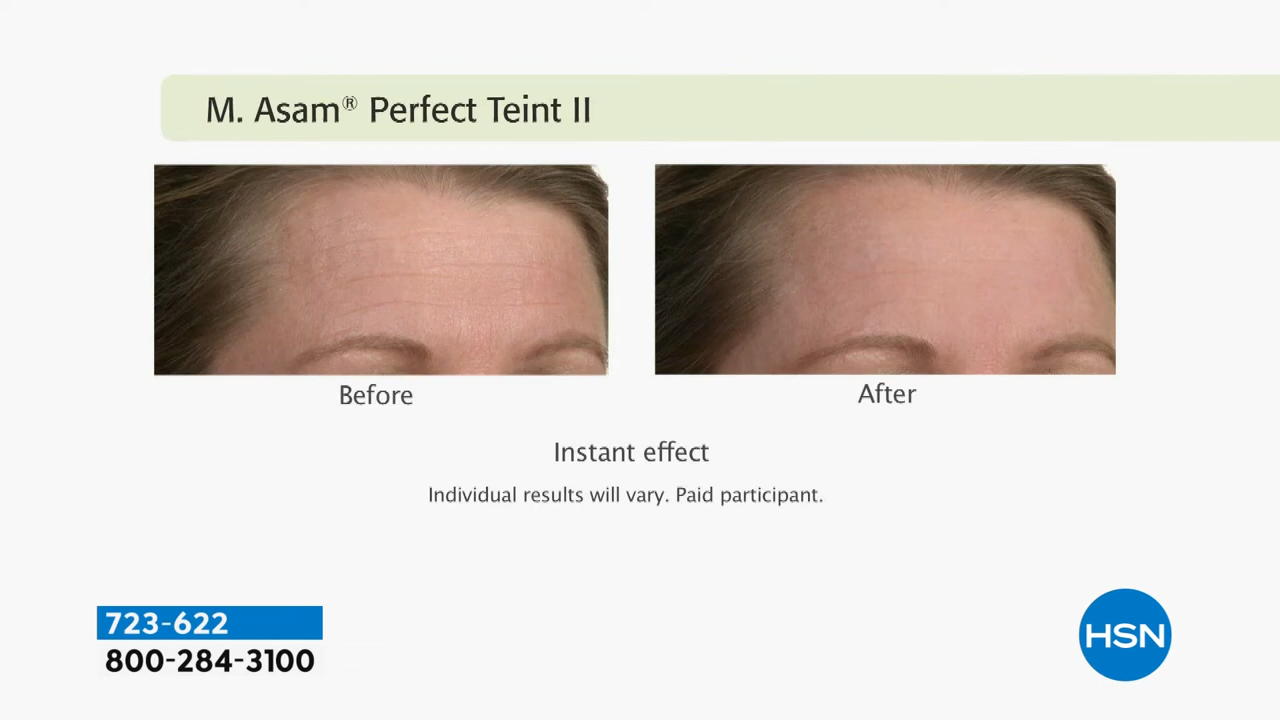 M. Asam® Perfect Teint II
Before
After
Instant effect
Individual results will vary. Paid participant.
723-622
800-284-3100
HSN